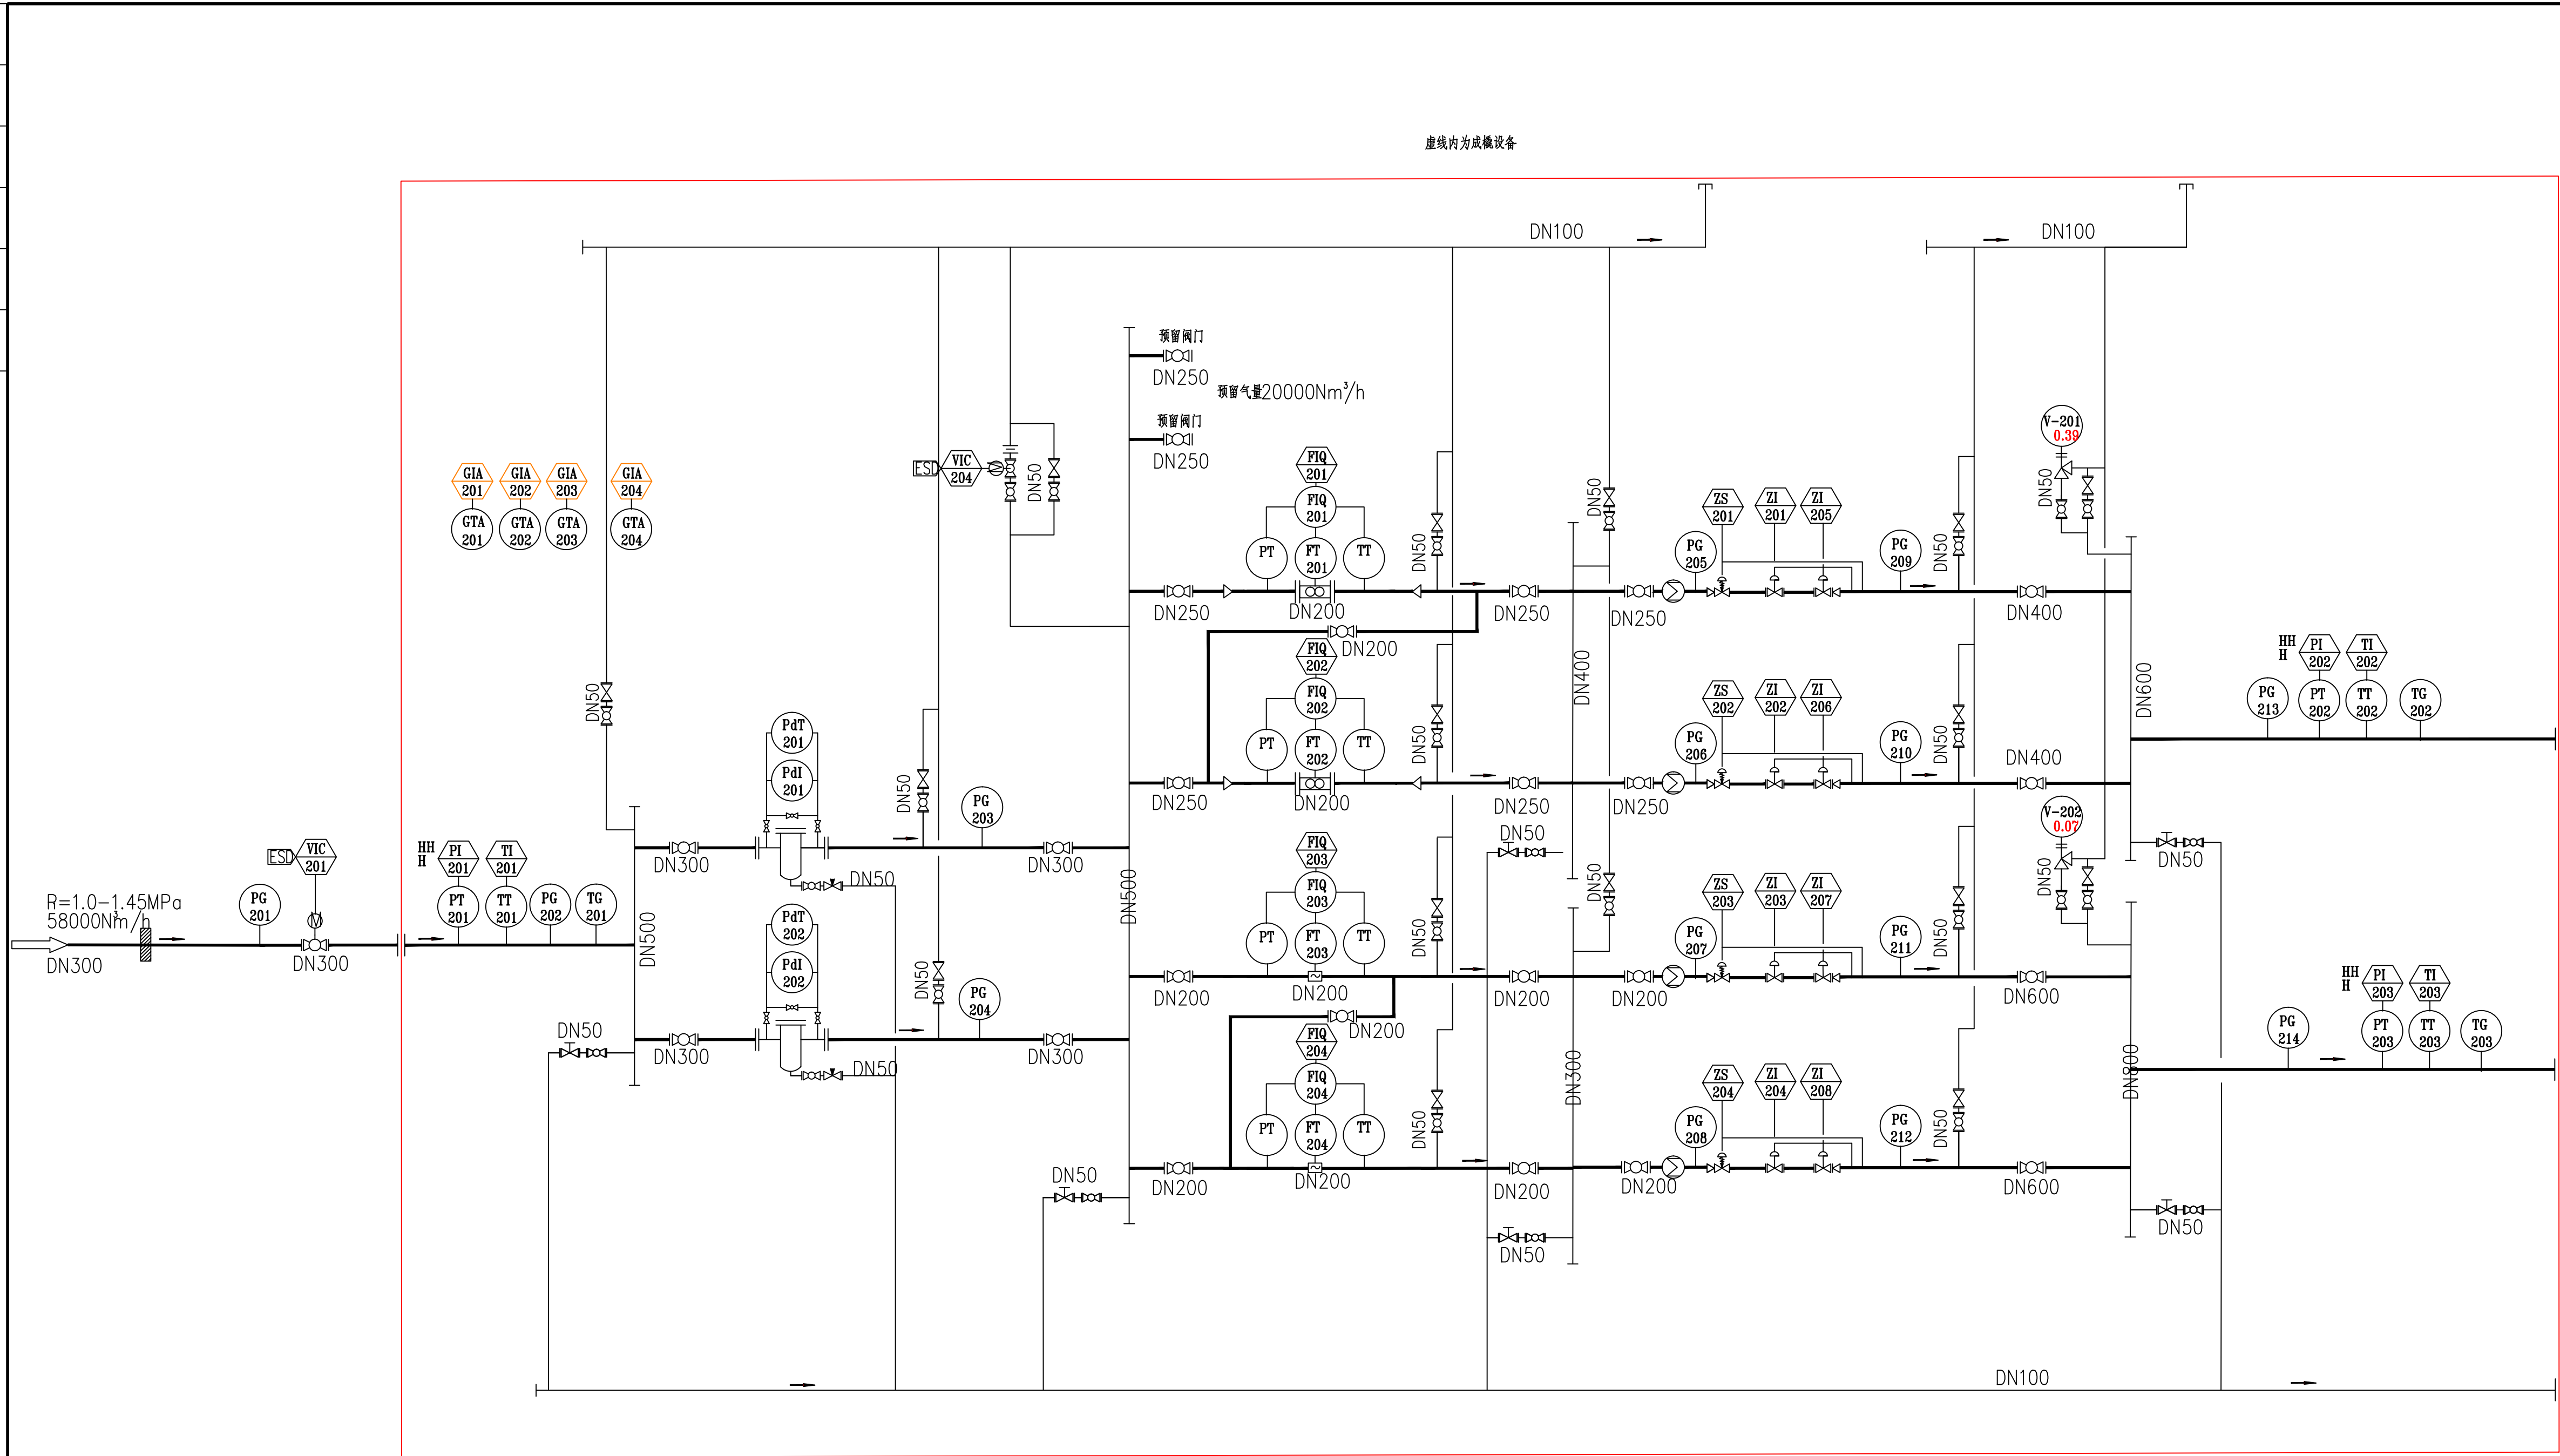 虚线内为成橇设备
DN100
DN100
预留阀门
DN250
预留气量20000Nm³/h
预留阀门
DN250
V-201
0.39
DN50
GIA
201
GIA
202
GIA
203
GIA
204
GTA
201
GTA
202
GTA
203
GTA
204
ESD
VIC
204
M
DN50
FIQ
201
FIQ
201
PT
FT
201
TT
DN50
DN50
ZS
201
ZI
201
ZI
205
PG
205
PG
209
DN50
DN250
DN200
DN250
DN250
DN400
DN200
FIQ
202
FIQ
202
PT
FT
202
TT
DN50
DN400
ZS
202
ZI
202
ZI
206
PG
206
PG
210
DN50
DN400
DN600
HH
H
PI
202
TI
202
PG
213
PT
202
TT
202
TG
202
DN250
DN200
DN250
DN250
DN50
PdT
201
PdI
201
DN50
PG
203
DN50
V-202
0.07
DN50
DN50
ESD
VIC
201
M
HH
H
PI
201
TI
201
DN300
DN50
DN300
R=1.0-1.45MPa
58000Nm³/h
DN300
PG
201
DN300
PT
201
TT
201
PG
202
TG
201
DN500
DN500
FIQ
203
FIQ
203
PT
FT
203
TT
DN50
DN50
ZS
203
ZI
203
ZI
207
PG
207
PG
211
DN50
PdT
202
PdI
202
DN50
PG
204
DN200
DN200
DN200
DN200
DN600
HH
H
PI
203
TI
203
DN50
DN300
DN50
DN300
DN200
FIQ
204
FIQ
204
PT
FT
204
TT
DN50
DN300
ZS
204
ZI
204
ZI
208
PG
208
PG
212
DN50
DN800
PG
214
PT
203
TT
203
TG
203
DN50
DN200
DN200
DN200
DN200
DN600
DN50
DN50
DN100